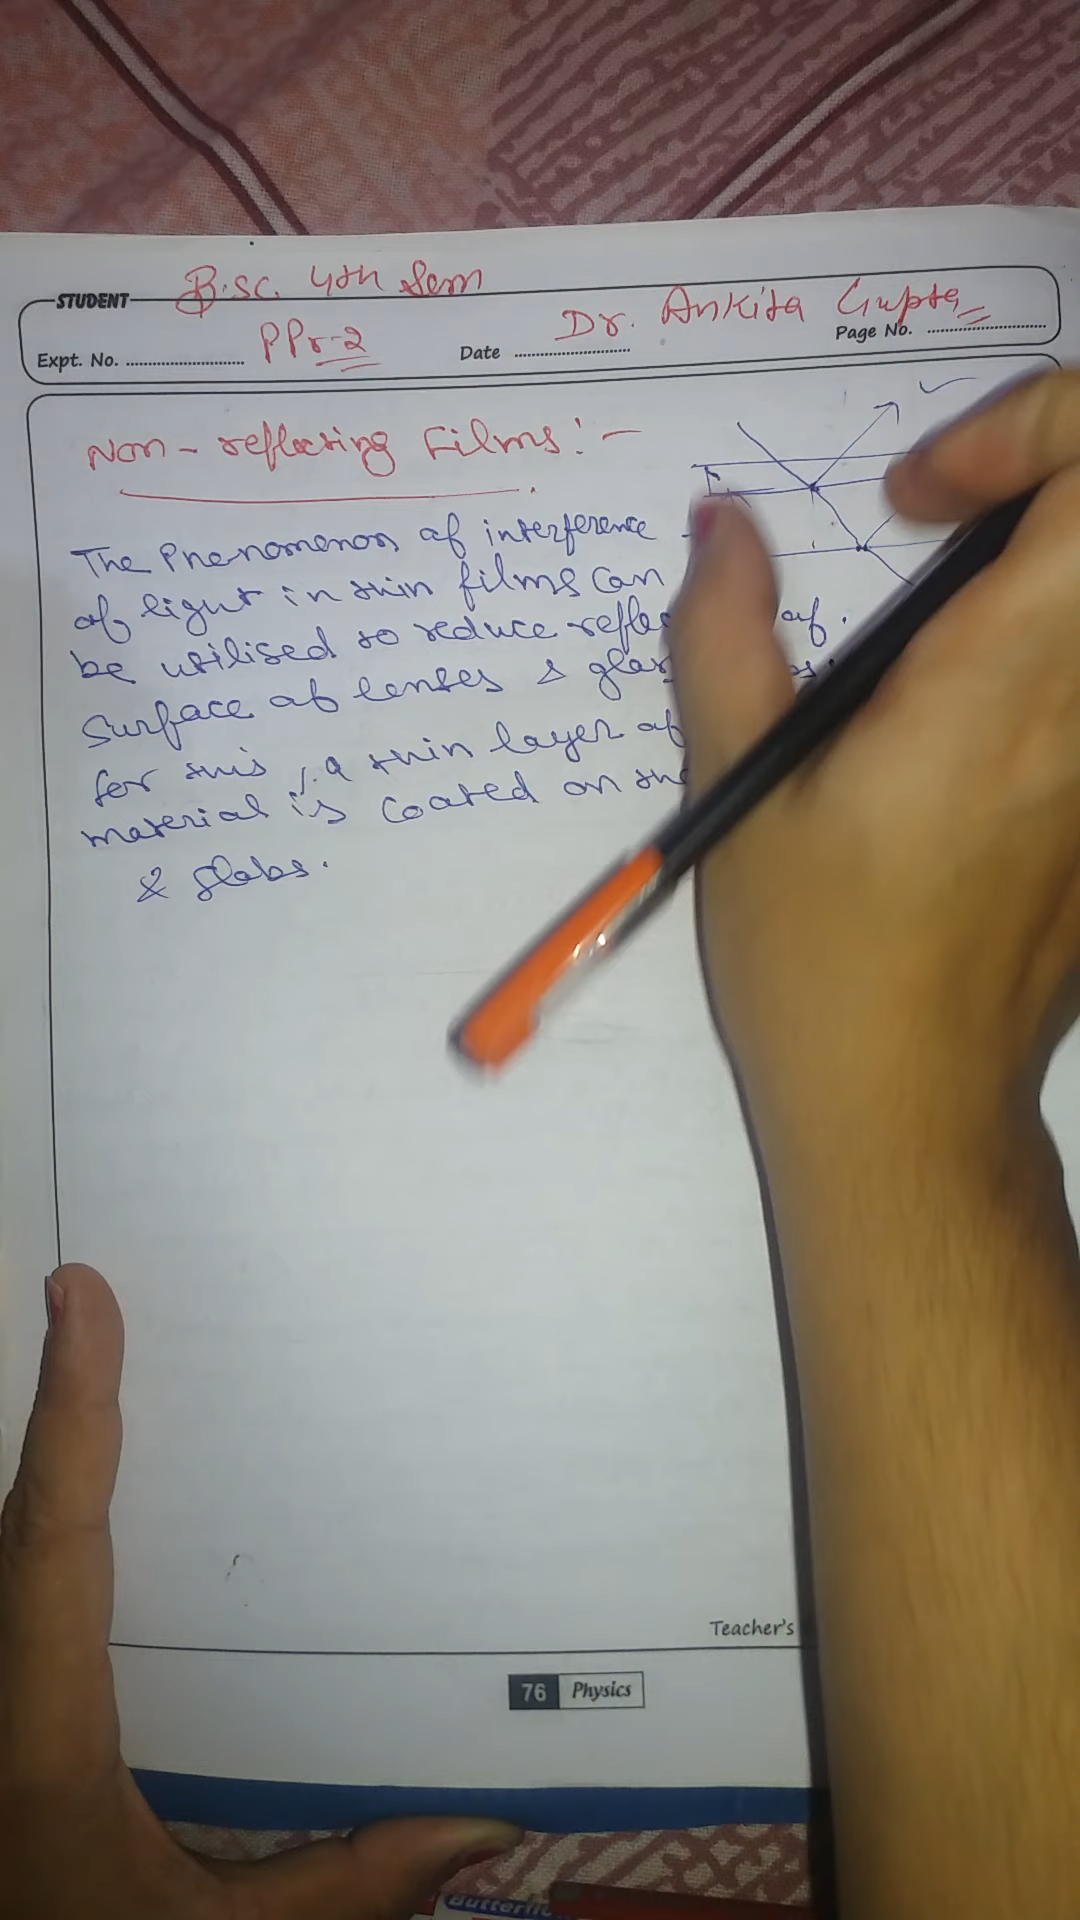 B.sc. 4th Sem
STUDENT
Expt. No. PPr-2 Date Dr. Ankita Gupta Page No.
Non-reflecting Films:-
The Phenomenon of interference
of light in thin films can
be utilised to reduce of.
Surface of lenses &
for this, a thin layer of
material is coated on the
& slabs.
Teacher's
76 Physics
Butterflow